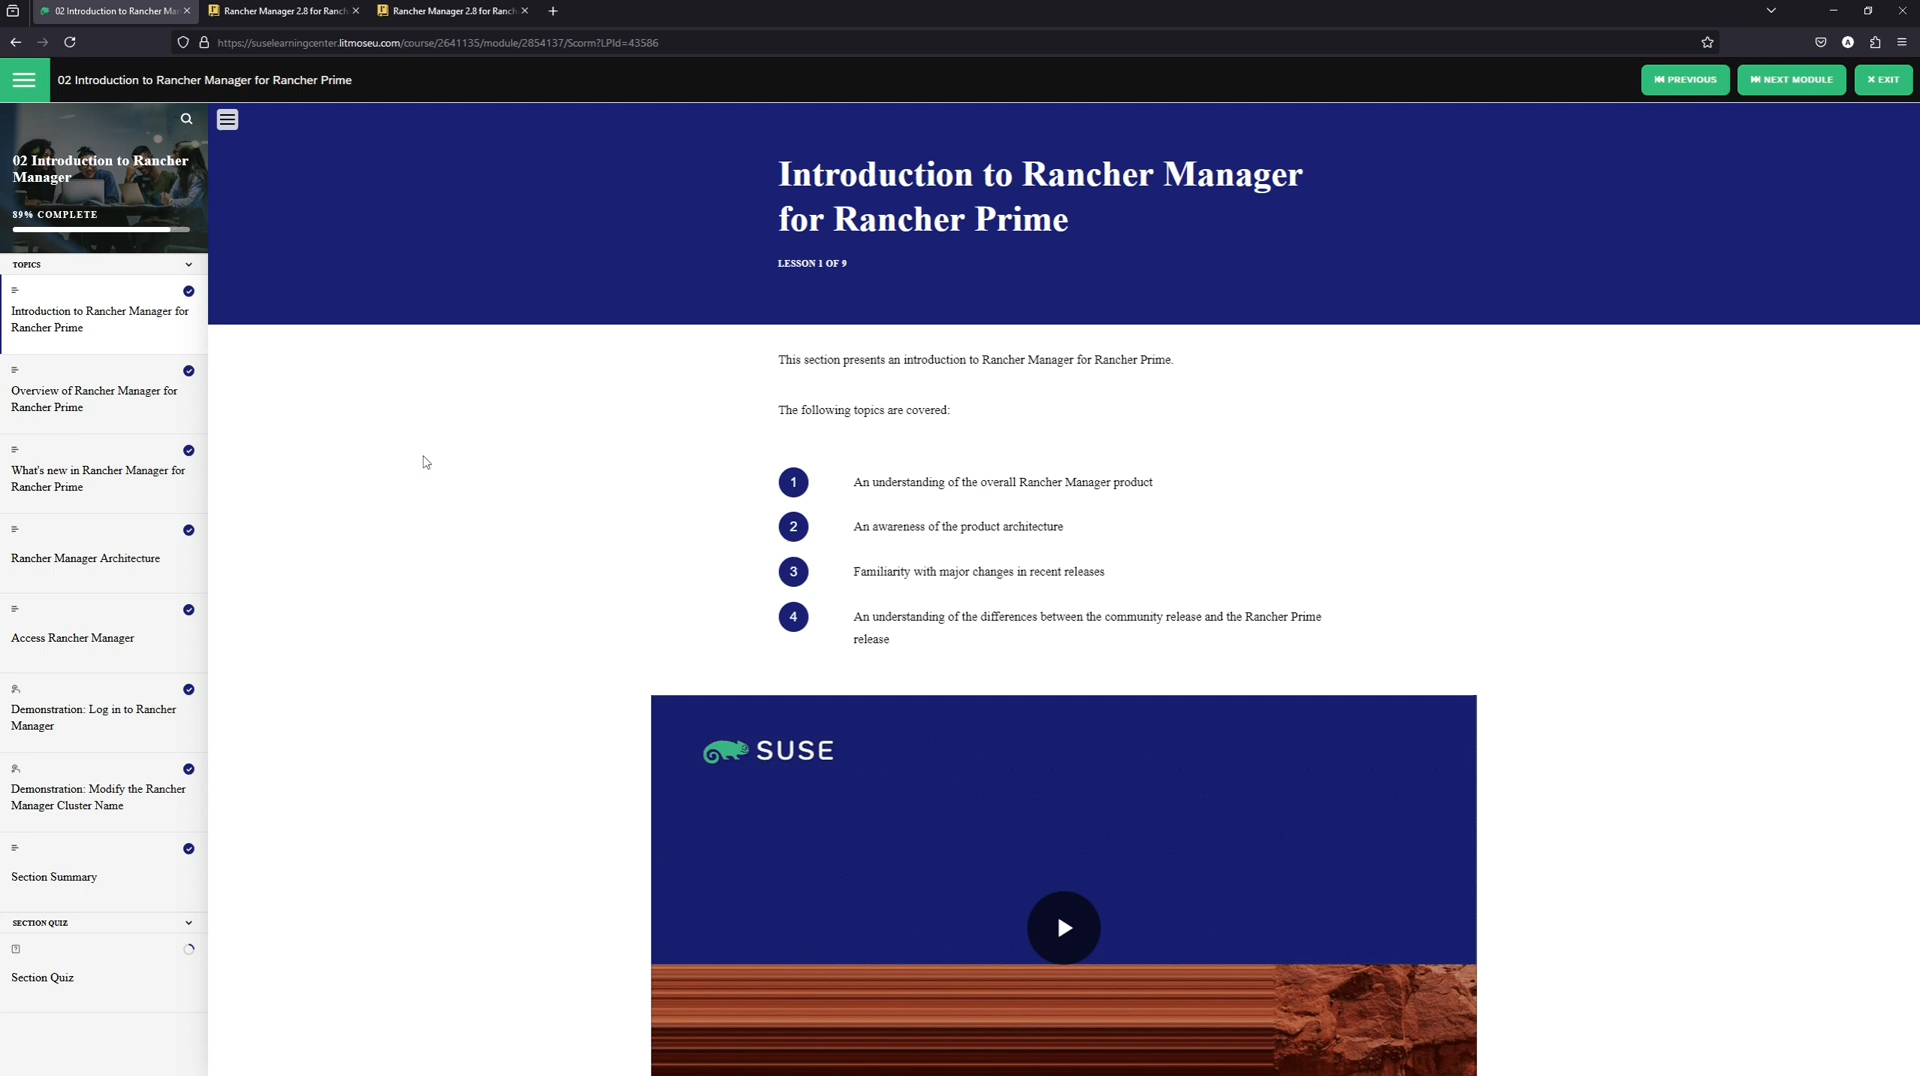 02 Introduction to Rancher Mar
Rancher Manager 2.8 for Ranch
Rancher Manager 2.8 for Ranch
https://suselearningcenter.litmoseu.com/course/2641135/module/2854137/Scorm?LPId=43586
A
02 Introduction to Rancher Manager for Rancher Prime
PREVIOUS
NEXT MODULE
EXIT
02 Introduction to Rancher
Manager
89% COMPLETE
TOPICS
Introduction to Rancher Manager for
Rancher Prime
Overview of Rancher Manager for
Rancher Prime
What's new in Rancher Manager for
Rancher Prime
Rancher Manager Architecture
Access Rancher Manager
Demonstration: Log in to Rancher
Manager
Demonstration: Modify the Rancher
Manager Cluster Name
Section Summary
SECTION QUIZ
Section Quiz
Introduction to Rancher Manager
for Rancher Prime
LESSON 1 OF 9
This section presents an introduction to Rancher Manager for Rancher Prime.
The following topics are covered:
1 An understanding of the overall Rancher Manager product
2 An awareness of the product architecture
3 Familiarity with major changes in recent releases
4 An understanding of the differences between the community release and the Rancher Prime
release
SUSE